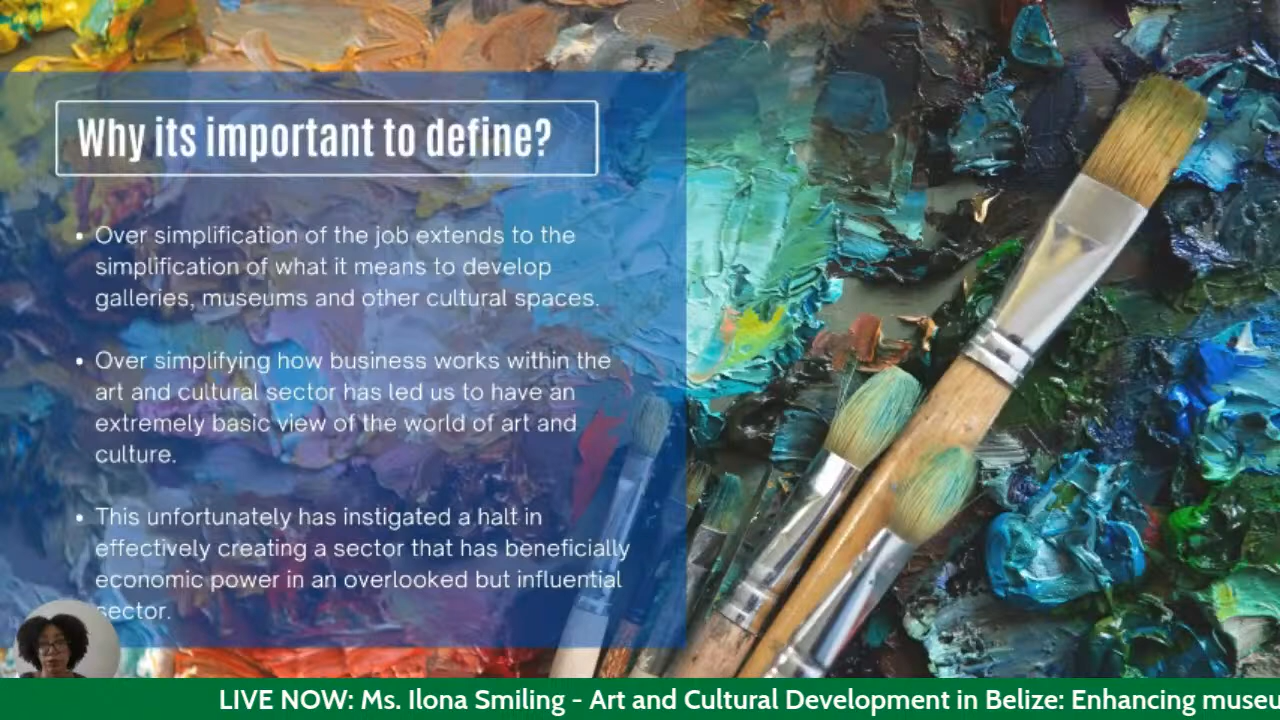 Why its important to define?
• Over simplification of the job extends to the
simplification of what it means to develop
galleries, museums and other cultural spaces.
• Over simplifying how business works within the
art and cultural sector has led us to have an
extremely basic view of the world of art and
culture.
• This unfortunately has instigated a halt in
effectively creating a sector that has beneficially
economic power in an overlooked but influential
sector.
LIVE NOW: Ms. Ilona Smiling - Art and Cultural Development in Belize: Enhancing museu